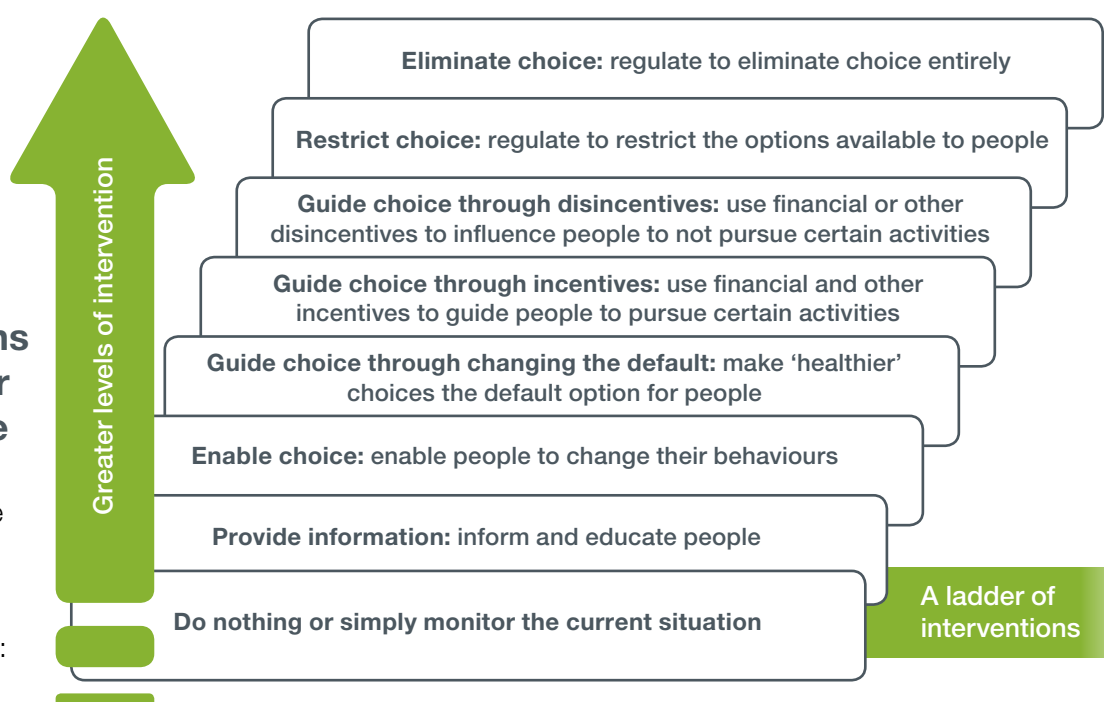 Eliminate choice: regulate to eliminate choice entirely
Restrict choice: regulate to restrict the options available to people
Guide choice through disincentives: use financial or other
disincentives to influence people to not pursue certain activities
Guide choice through incentives: use financial and other
incentives to guide people to pursue certain activities
Guide choice through changing the default: make ‘healthier’
choices the default option for people
Enable choice: enable people to change their behaviours
Provide information: inform and educate people
Do nothing or simply monitor the current situation
Greater levels of intervention
A ladder of
interventions